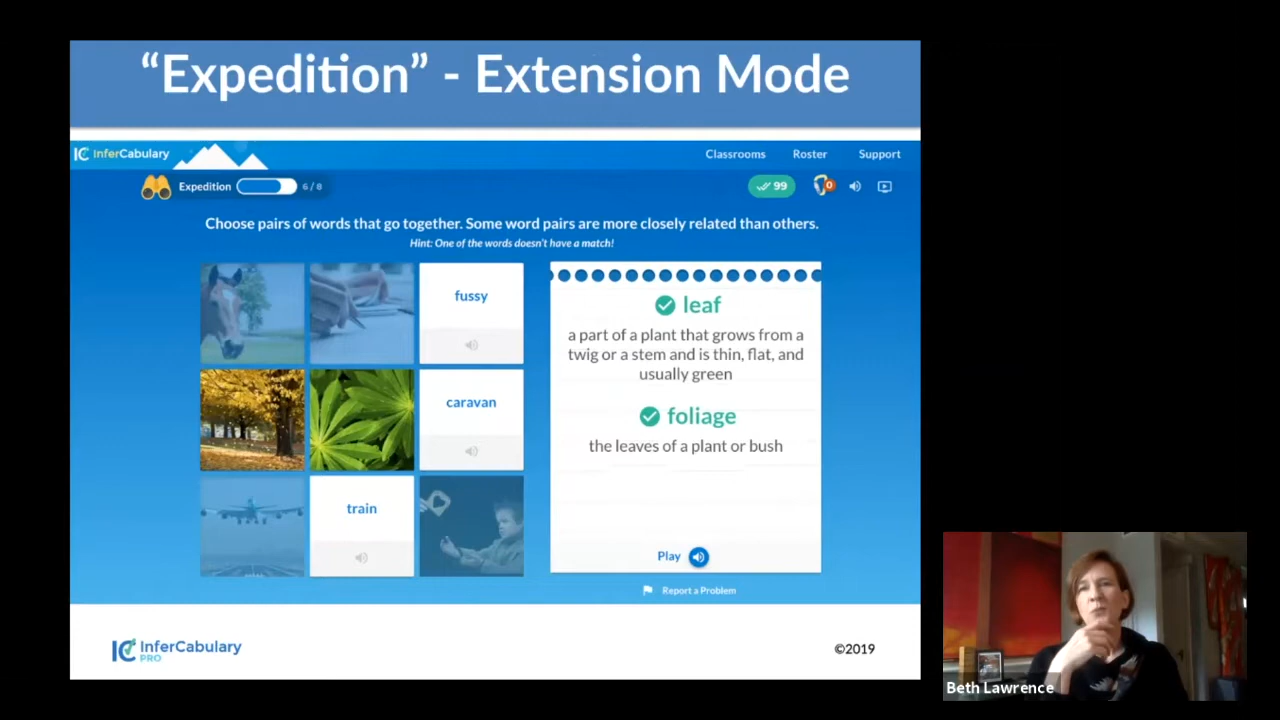 “Expedition” - Extension Mode
IC InferCabulary
Classrooms Roster Support
Expedition 6 / 8
99 0
Choose pairs of words that go together. Some word pairs are more closely related than others.
Hint: One of the words doesn't have a match!
fussy
caravan
train
leaf
a part of a plant that grows from a
twig or a stem and is thin, flat, and
usually green
foliage
the leaves of a plant or bush
Play
Report a Problem
IC InferCabulary
PRO
©2019
Beth Lawrence